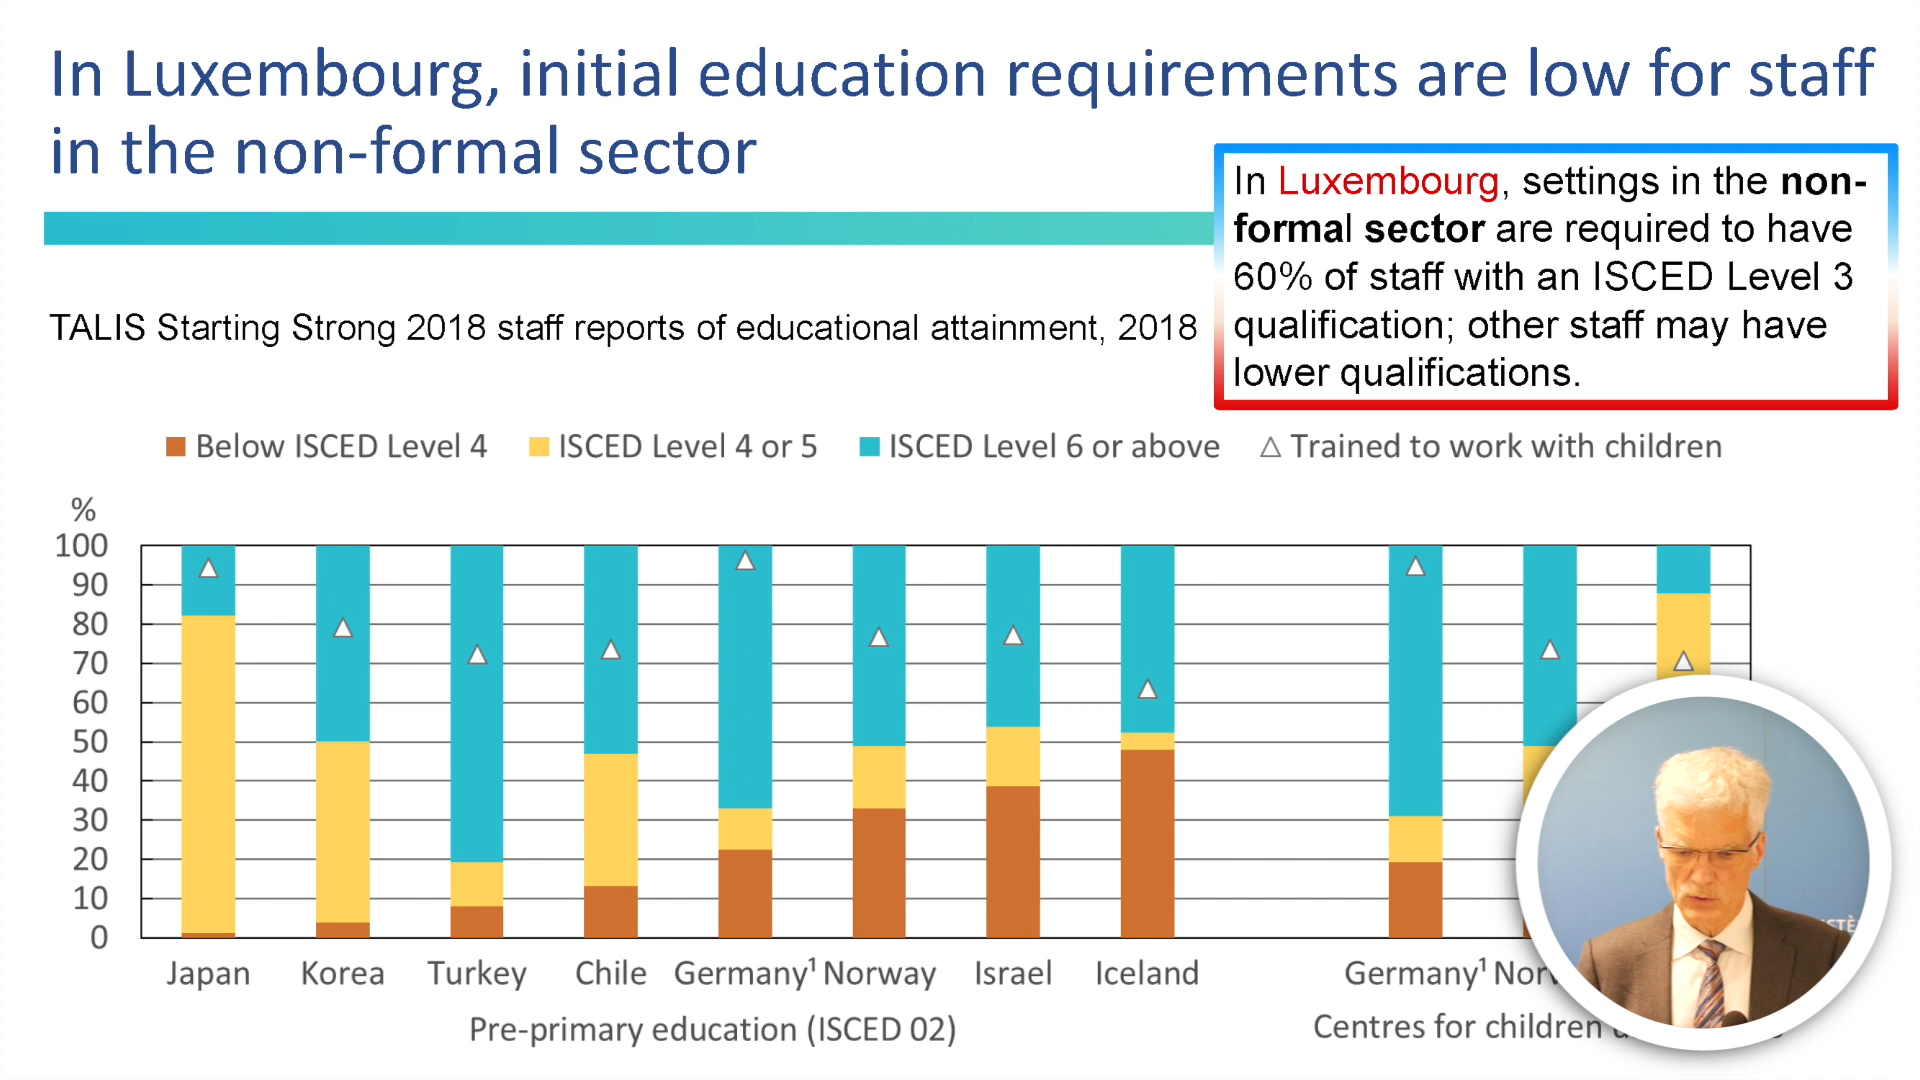 In Luxembourg, initial education requirements are low for staff
in the non-formal sector
In Luxembourg, settings in the non-
formal sector are required to have
60% of staff with an ISCED Level 3
qualification; other staff may have
lower qualifications.
TALIS Starting Strong 2018 staff reports of educational attainment, 2018
Below ISCED Level 4 ISCED Level 4 or 5 ISCED Level 6 or above Trained to work with children
%
100
90
80
70
60
50
40
30
20
10
0
Japan Korea Turkey Chile Germany¹ Norway Israel Iceland Germany¹
Pre-primary education (ISCED 02) Centres for children